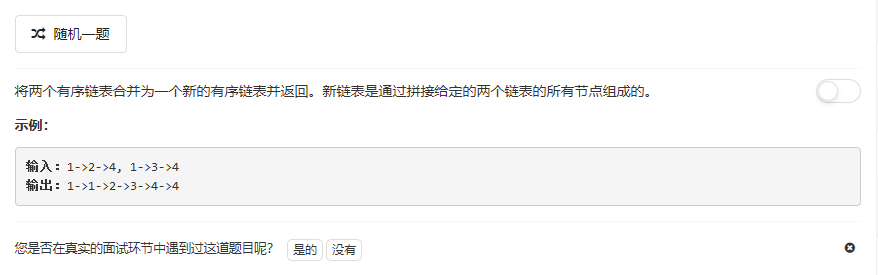 随机一题
将两个有序链表合并为一个新的有序链表并返回。新链表是通过拼接给定的两个链表的所有节点组成的。
示例：
输入：1->2->4, 1->3->4
输出：1->1->2->3->4->4
您是否在真实的面试环节中遇到过这道题目呢？ 是的 没有